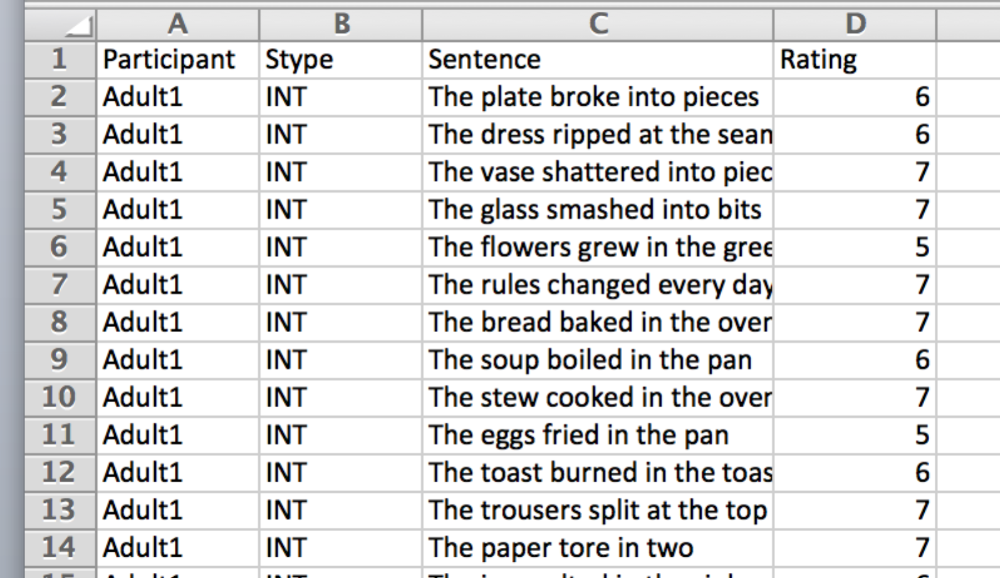 A B C D
1 Participant Stype Sentence Rating
2 Adult1 INT The plate broke into pieces 6
3 Adult1 INT The dress ripped at the sean 6
4 Adult1 INT The vase shattered into piec 7
5 Adult1 INT The glass smashed into bits 7
6 Adult1 INT The flowers grew in the gree 5
7 Adult1 INT The rules changed every day 7
8 Adult1 INT The bread baked in the over 7
9 Adult1 INT The soup boiled in the pan 6
10 Adult1 INT The stew cooked in the over 7
11 Adult1 INT The eggs fried in the pan 5
12 Adult1 INT The toast burned in the toas 6
13 Adult1 INT The trousers split at the top 7
14 Adult1 INT The paper tore in two 7